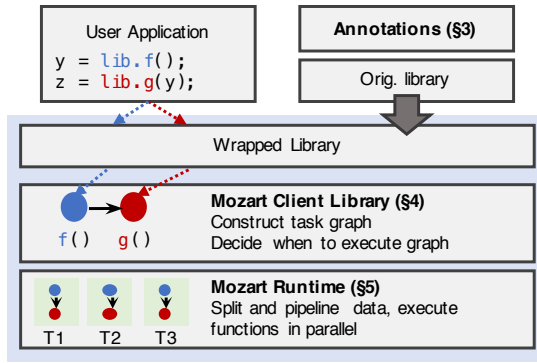 User Application
y = lib.f();
z = lib.g(y);
Annotations (§3)
Orig. library
Wrapped Library
Mozart Client Library (§4)
Construct task graph
Decide when to execute graph
f() g()
Mozart Runtime (§5)
Split and pipeline data, execute
functions in parallel
T1 T2 T3